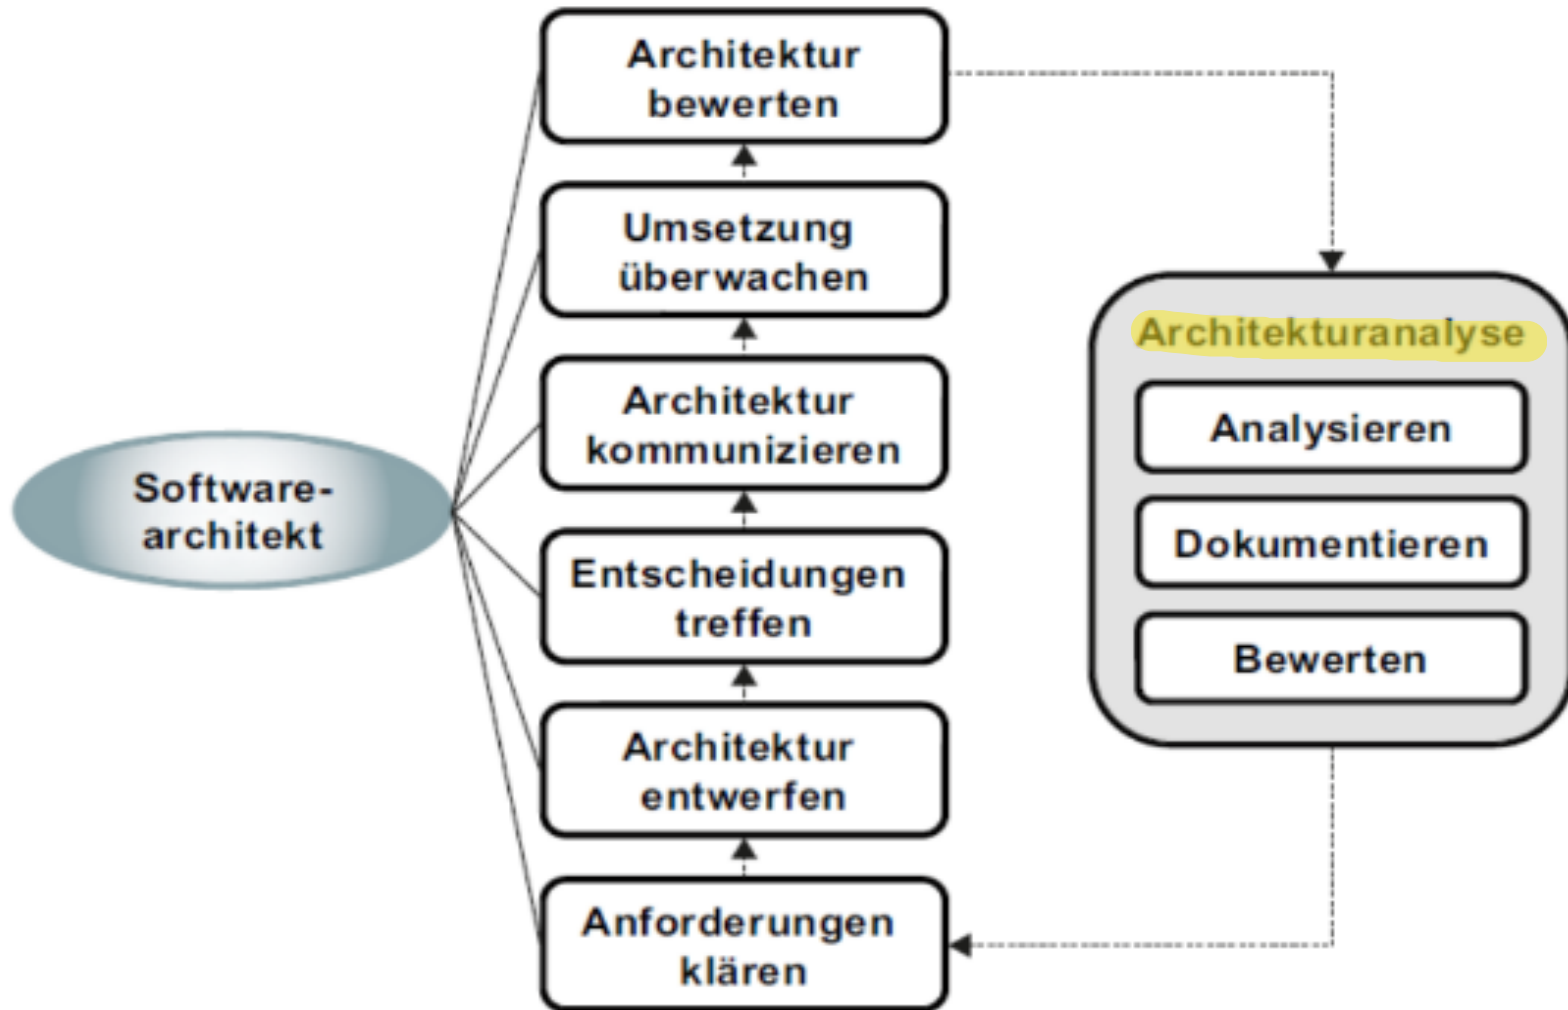 Architektur
bewerten
Umsetzung
überwachen
Architektur
kommunizieren
Entscheidungen
treffen
Architektur
entwerfen
Anforderungen
klären
Software-
architekt
Architekturanalyse
Analysieren
Dokumentieren
Bewerten